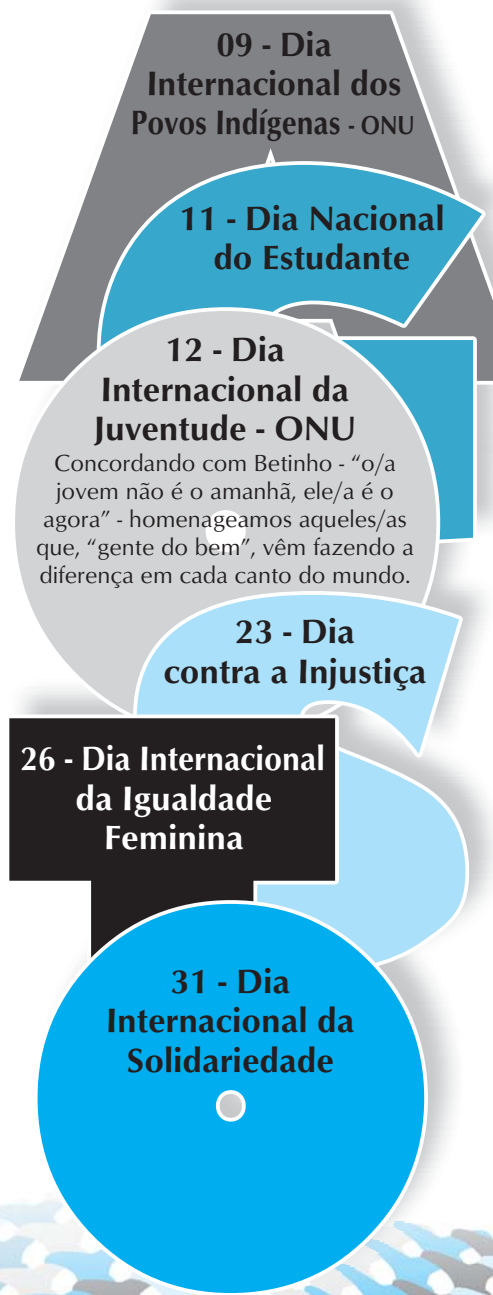 09 - Dia
Internacional dos
Povos Indígenas - ONU
11 - Dia Nacional
do Estudante
12 - Dia
Internacional da
Juventude - ONU
Concordando com Betinho - “o/a
jovem não é o amanhã, ele/a é o
agora” - homenageamos aqueles/as
que, “gente do bem”, vêm fazendo a
diferença em cada canto do mundo.
23 - Dia
contra a Injustiça
26 - Dia Internacional
da Igualdade
Feminina
31 - Dia
Internacional da
Solidariedade